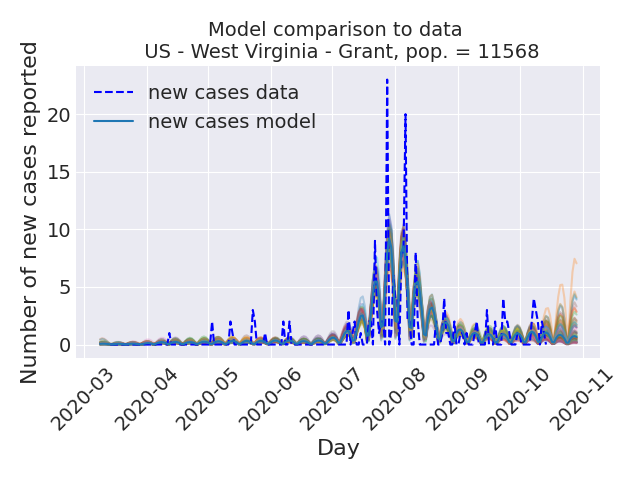 Model comparison to data
US - West Virginia - Grant, pop. = 11568
Number of new cases reported
new cases data
new cases model
20
15
10
5
0
2020-03
2020-04
2020-05
2020-06
2020-07
2020-08
2020-09
2020-10
2020-11
Day